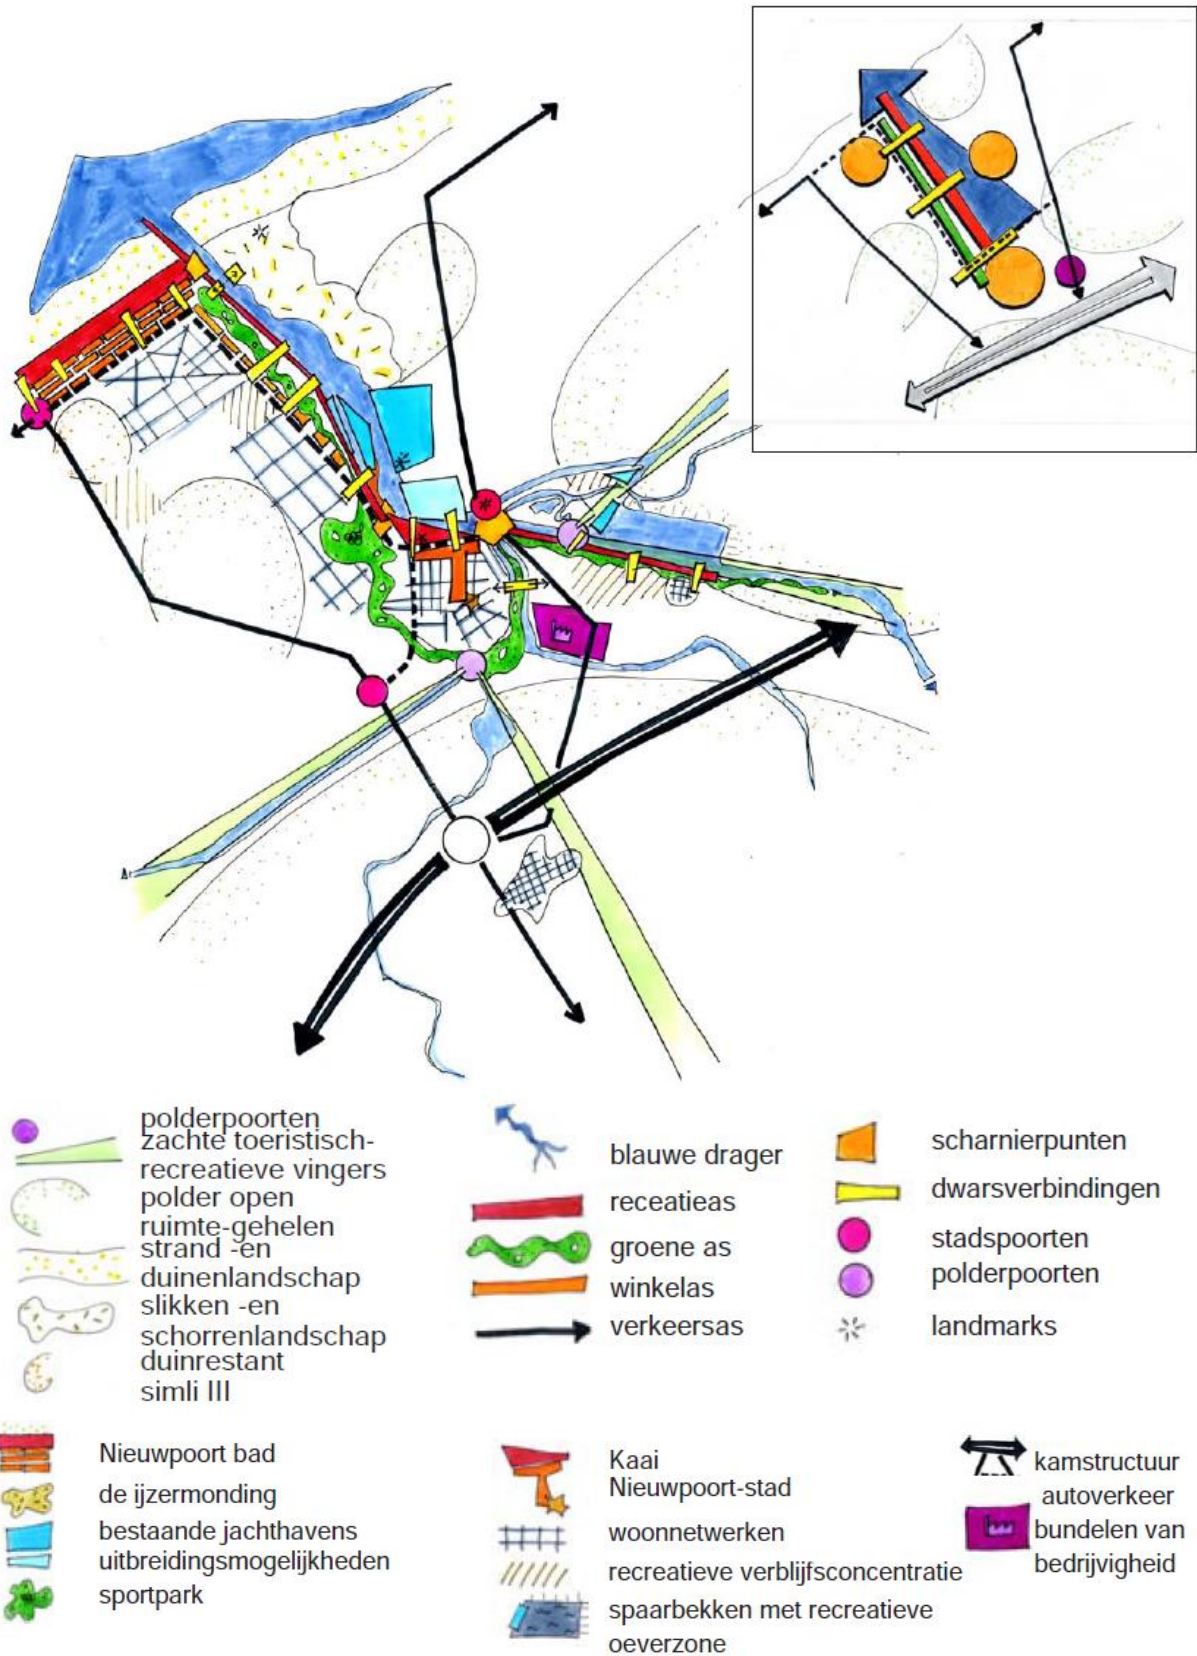 polderpoorten
zachte toeristisch-
recreatieve vingers
polder open
ruimte-gehelen
strand -en
duinenlandschap
slikken -en
schorrenlandschap
duinrestant
simli III
blauwe drager
receatieas
groene as
winkelas
verkeersas
scharnierpunten
dwarsverbindingen
stadspoorten
polderpoorten
landmarks
Nieuwpoort bad
de ijzermonding
bestaande jachthavens
uitbreidingsmogelijkheden
sportpark
Kaai
Nieuwpoort-stad
woonnetwerken
recreatieve verblijfsconcentratie
spaarbekken met recreatieve
oeverzone
kamstructuur
autoverkeer
bundelen van
bedrijvigheid